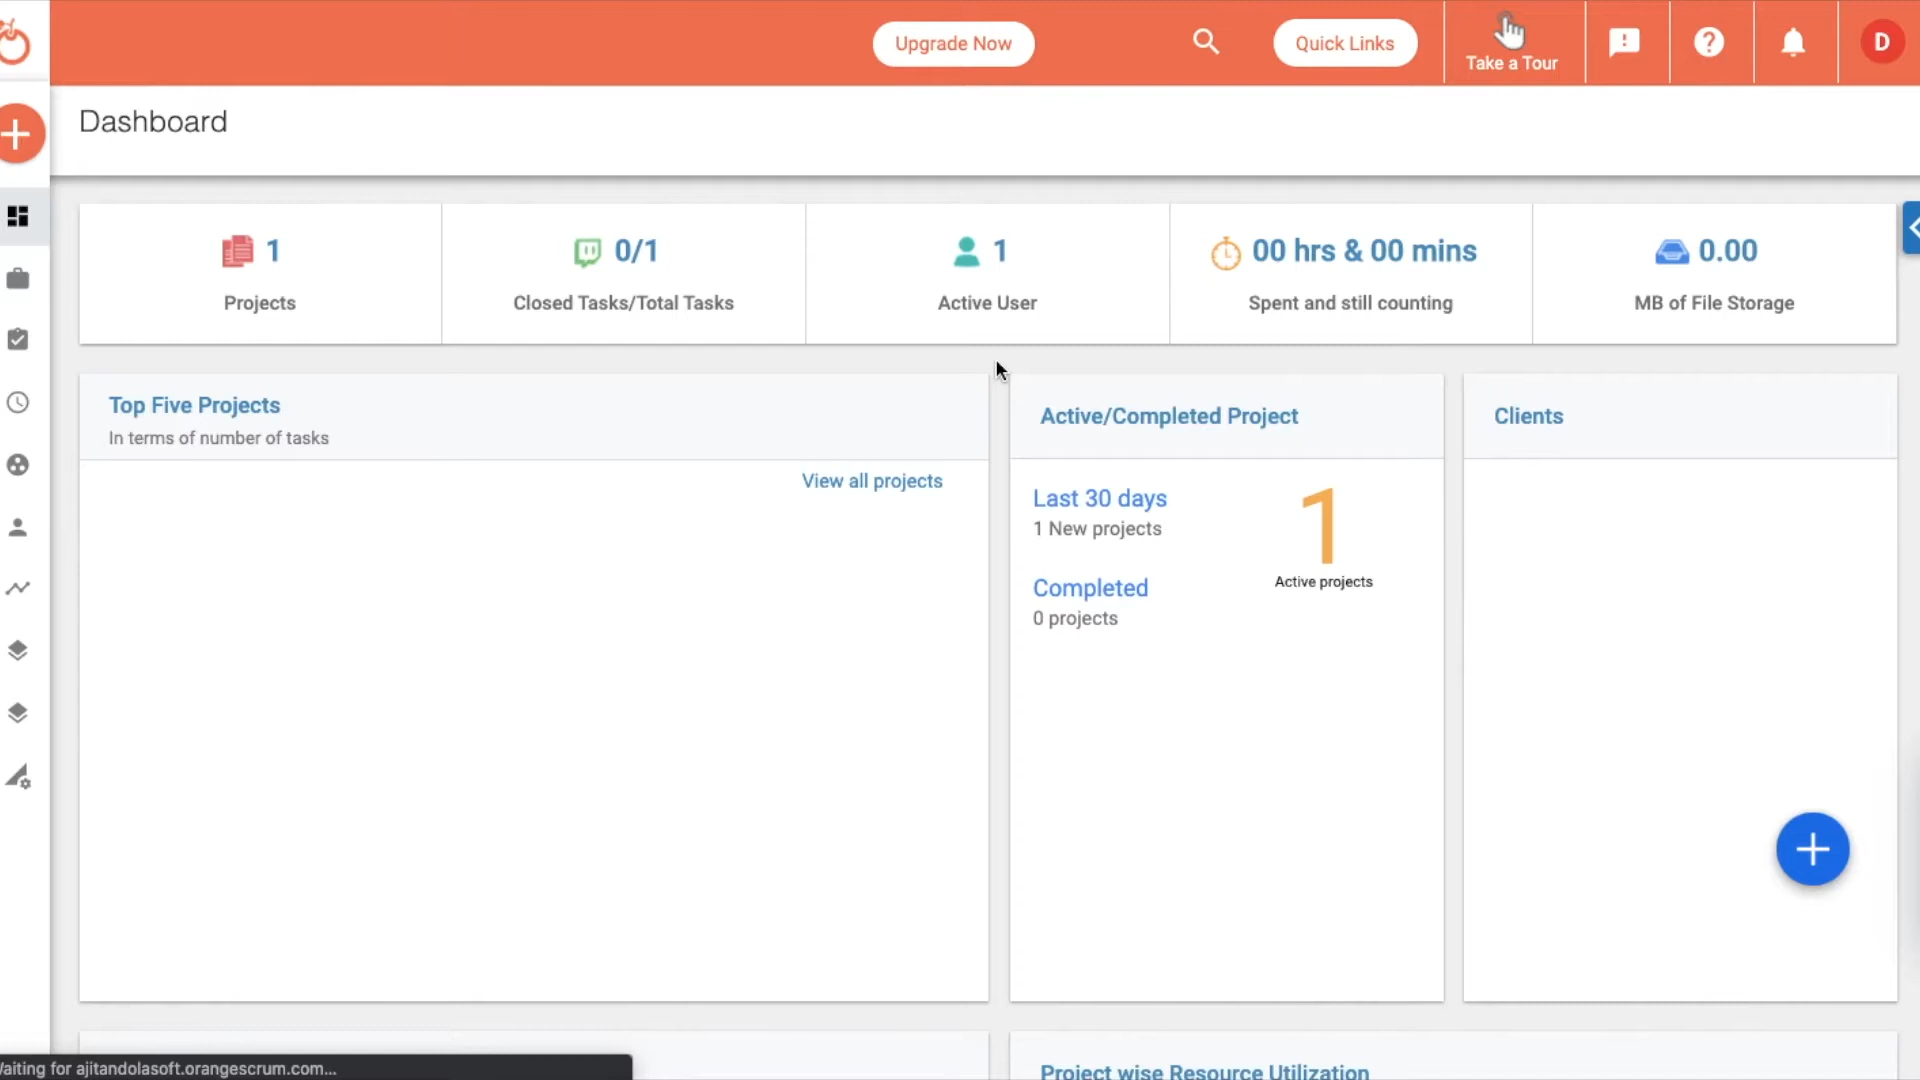 Upgrade Now
Quick Links
Take a Tour
D
Dashboard
1
Projects
0/1
Closed Tasks/Total Tasks
1
Active User
00 hrs & 00 mins
Spent and still counting
0.00
MB of File Storage
Top Five Projects
In terms of number of tasks
View all projects
Active/Completed Project
Last 30 days
1 New projects
Completed
0 projects
1
Active projects
Clients
Project wise Resource Utilization
aiting for ajitandolasoft.orangescrum.com...